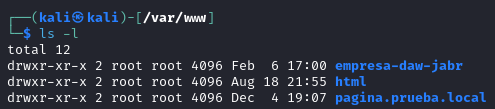 ┌──(kali㉿kali)-[/var/www]
└─$ ls -l
total 12
drwxr-xr-x 2 root root 4096 Feb  6 17:00 empresa-daw-jabr
drwxr-xr-x 2 root root 4096 Aug 18 21:55 html
drwxr-xr-x 2 root root 4096 Dec  4 19:07 pagina.prueba.local